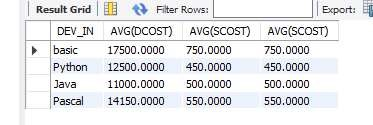 Result Grid Filter Rows: Export:
DEV_IN AVG(DCOST) AVG(SCOST) AVG(SCOST)
basic 17500.0000 750.0000 750.0000
Python 12500.0000 450.0000 450.0000
Java 11000.0000 500.0000 500.0000
Pascal 14150.0000 550.0000 550.0000